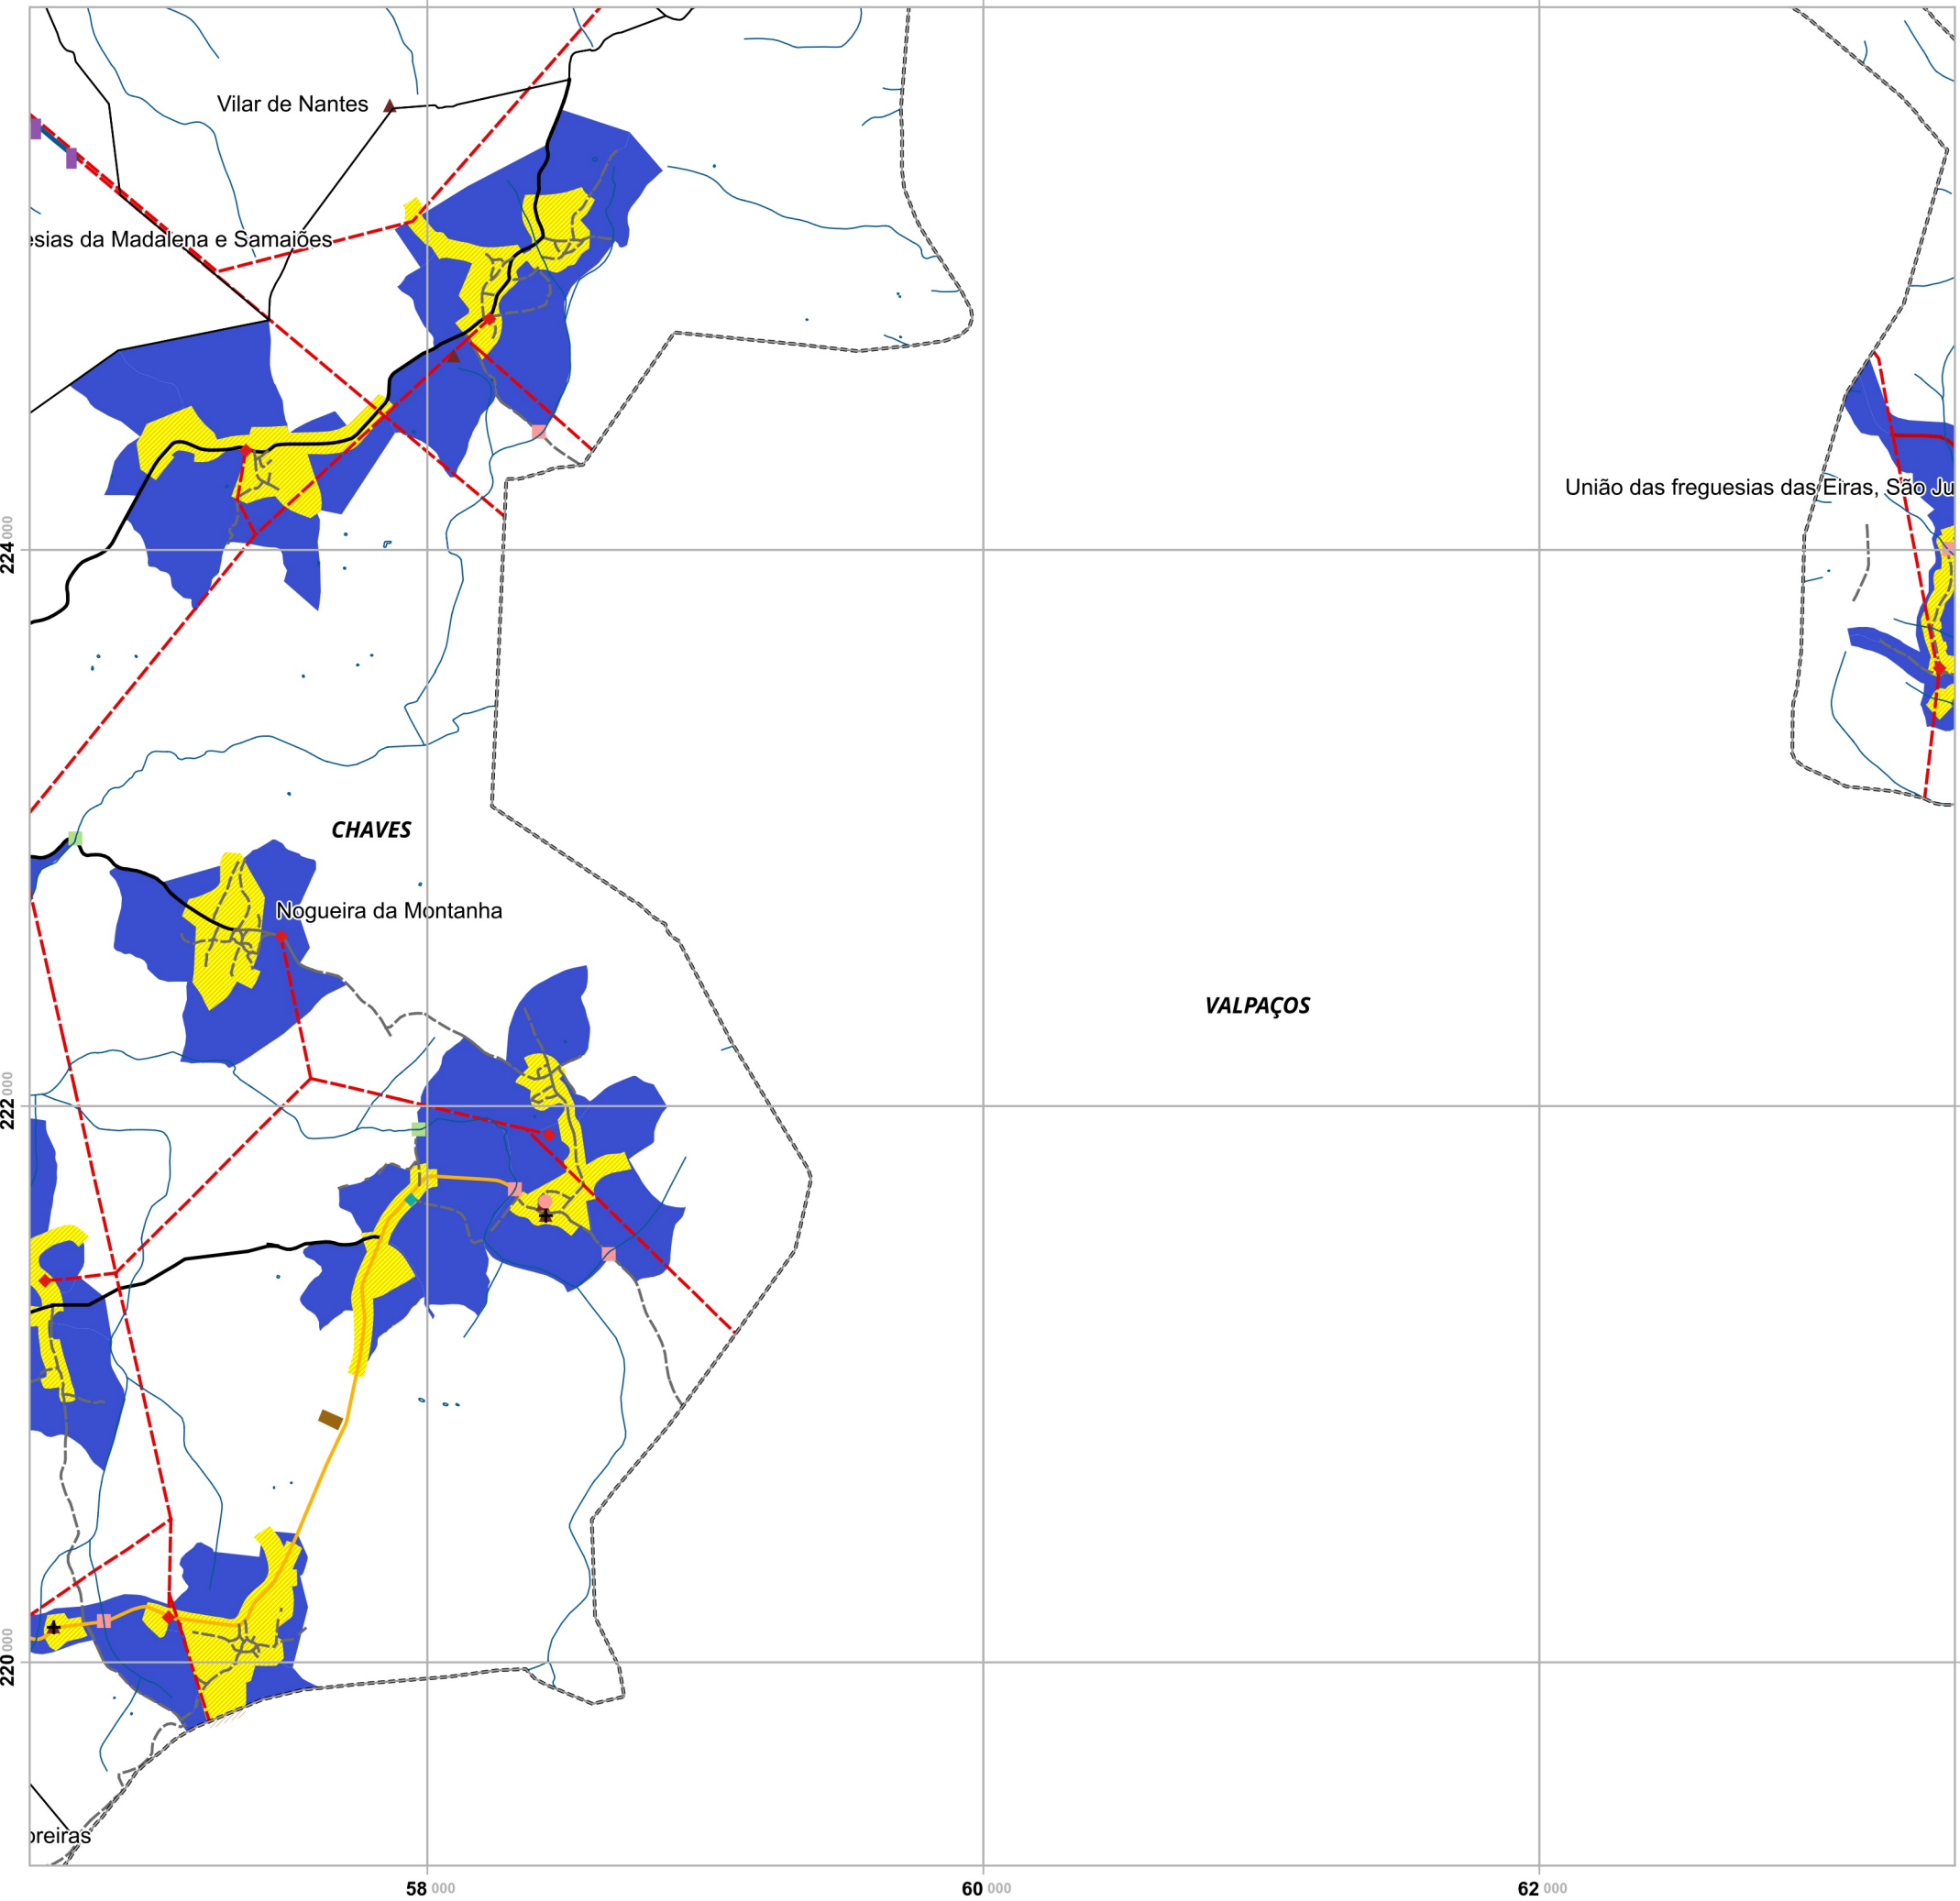 Vilar de Nantes
esias da Madalena e Samaiões
União das freguesias das Eiras, São Ju
224 000
CHAVES
Nogueira da Montanha
VALPAÇOS
222 000
220 000
oreiras
58 000
60 000
62 000